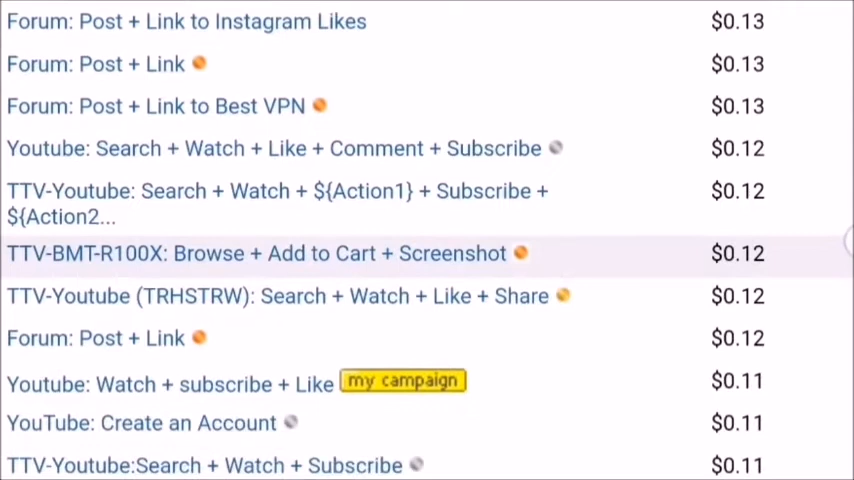 Forum: Post + Link to Instagram Likes $0.13
Forum: Post + Link $0.13
Forum: Post + Link to Best VPN $0.13
Youtube: Search + Watch + Like + Comment + Subscribe $0.12
TTV-Youtube: Search + Watch + ${Action1} + Subscribe + $0.12
${Action2...
TTV-BMT-R100X: Browse + Add to Cart + Screenshot $0.12
TTV-Youtube (TRHSTRW): Search + Watch + Like + Share $0.12
Forum: Post + Link $0.12
Youtube: Watch + subscribe + Like my campaign $0.11
YouTube: Create an Account $0.11
TTV-Youtube:Search + Watch + Subscribe $0.11